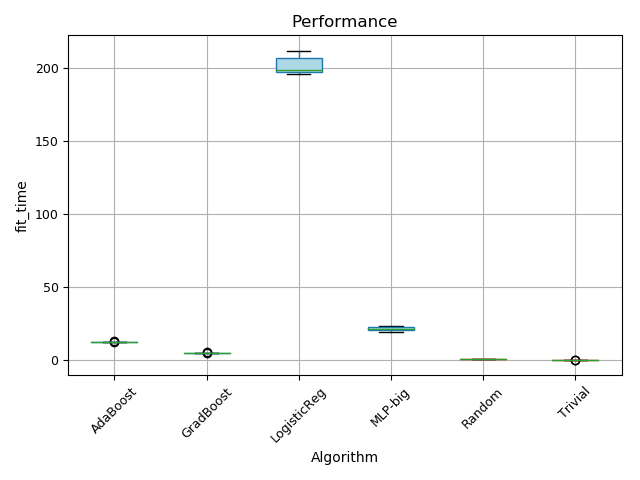 Performance
200
150
100
50
0
fit_time
AdaBoost
GradBoost
LogisticReg
MLP-big
Random
Trivial
Algorithm